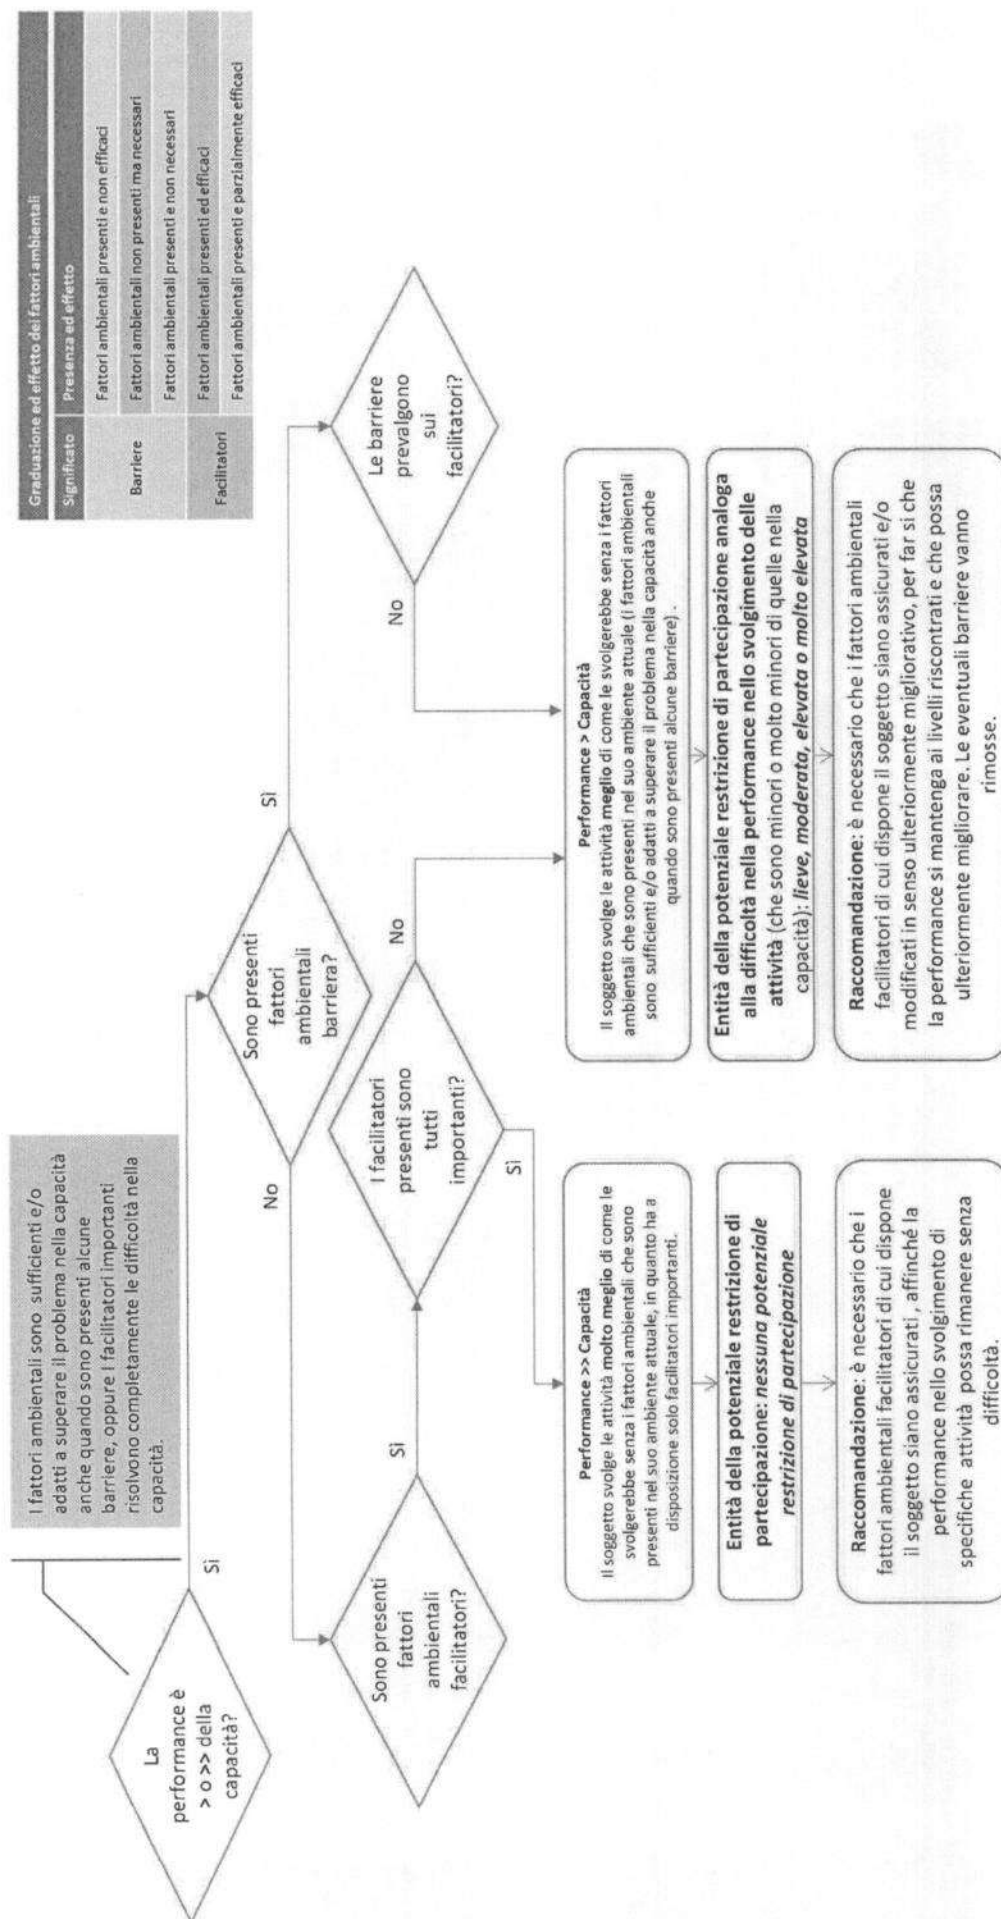 Graduazione ed effetto dei fattori ambientali
Significato Presenza ed effetto
Barriere
Fattori ambientali presenti e non efficaci
Fattori ambientali non presenti ma necessari
Fattori ambientali presenti e non necessari
Facilitatori
Fattori ambientali presenti ed efficaci
Fattori ambientali presenti e parzialmente efficaci
I fattori ambientali sono sufficienti e/o
adatti a superare il problema nella capacità
anche quando sono presenti alcune
barriere, oppure I facilitatori importanti
risolvono completamente le difficoltà nella
capacità.
La
performance è
> o >> della
capacità?
Sì
Sono presenti
fattori
ambientali
barriera?
Sì
No
Le barriere
prevalgono
sui
facilitatori?
No
Sono presenti
fattori
ambientali
facilitatori?
Sì
I facilitatori
presenti sono
tutti
importanti?
No
Sì
Performance >> Capacità
Il soggetto svolge le attività molto meglio di come le
svolgerebbe senza i fattori ambientali che sono
presenti nel suo ambiente attuale, in quanto ha a
disposizione solo facilitatori importanti.
Entità della potenziale restrizione di
partecipazione: nessuna potenziale
restrizione di partecipazione
Raccomandazione: è necessario che i
fattori ambientali facilitatori di cui dispone
il soggetto siano assicurati , affinché la
performance nello svolgimento di
specifiche attività possa rimanere senza
difficoltà.
Performance > Capacità
Il soggetto svolge le attività meglio di come le svolgerebbe senza i fattori
ambientali che sono presenti nel suo ambiente attuale (i fattori ambientali
sono sufficienti e/o adatti a superare il problema nella capacità anche
quando sono presenti alcune barriere) .
Entità della potenziale restrizione di partecipazione analoga
alla difficoltà nella performance nello svolgimento delle
attività (che sono minori o molto minori di quelle nella
capacità): lieve, moderata, elevata o molto elevata
Raccomandazione: è necessario che i fattori ambientali
facilitatori di cui dispone il soggetto siano assicurati e/o
modificati in senso ulteriormente migliorativo, per far si che
la performance si mantenga ai livelli riscontrati e che possa
ulteriormente migliorare. Le eventuali barriere vanno
rimosse.